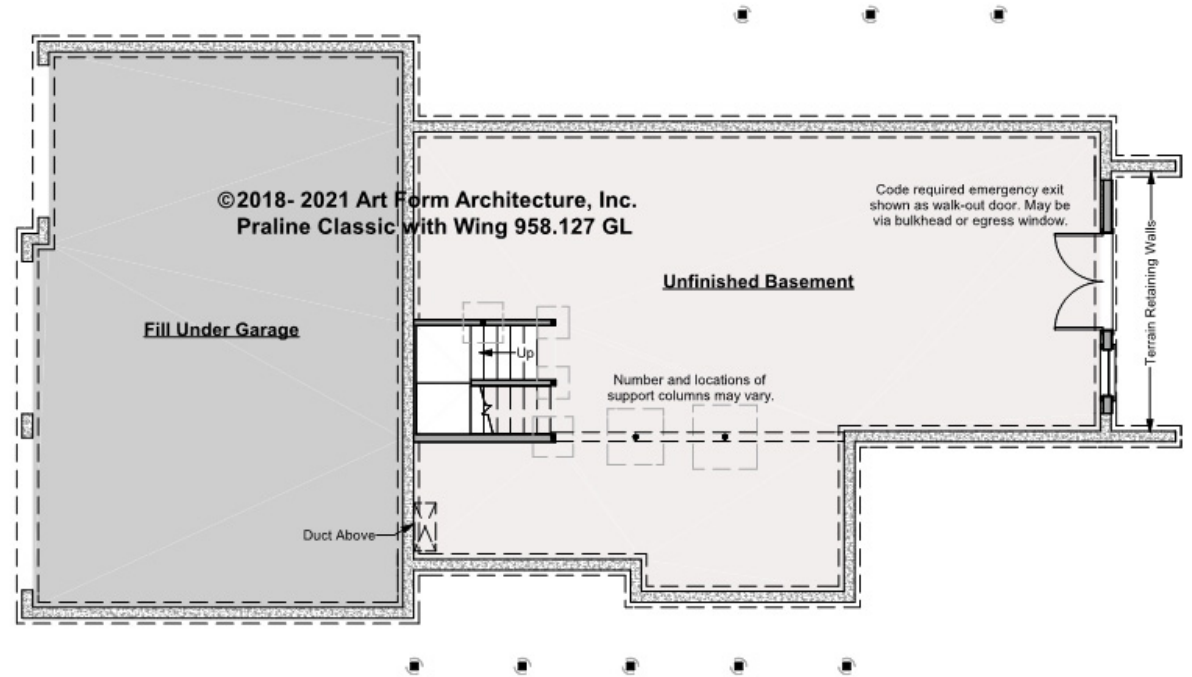 ©2018- 2021 Art Form Architecture, Inc.
Praline Classic with Wing 958.127 GL
Code required emergency exit
shown as walk-out door. May be
via bulkhead or egress window.
Terrain Retaining Walls
Unfinished Basement
Fill Under Garage
Up
Number and locations of
support columns may vary.
Duct Above